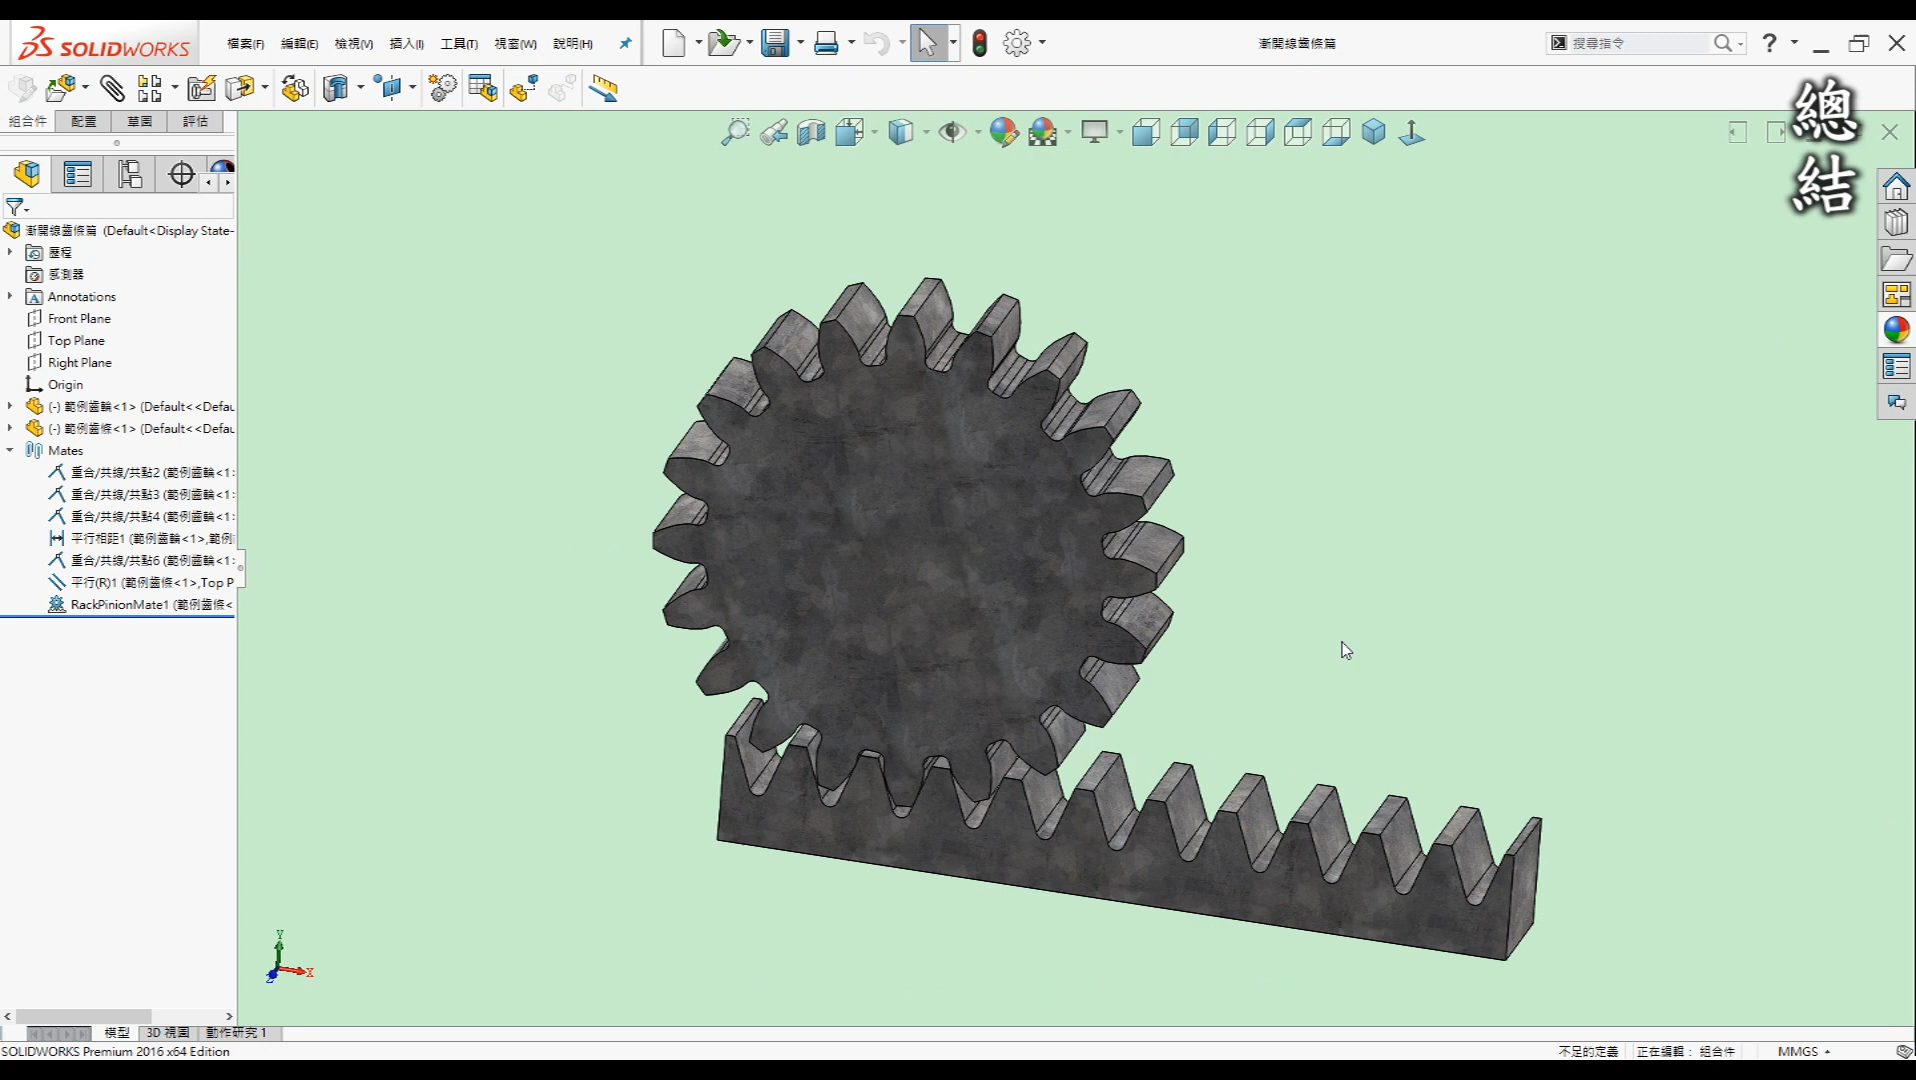 SOLIDWORKS
檔案(F)
編輯(E)
檢視(V)
插入(I)
工具(T)
視窗(W)
說明(H)
漸開線齒條篇
搜尋指令
?
總結
組合件
配置
草圖
評估
漸開線齒條篇 (Default<Display State-
歷程
感測器
A Annotations
Front Plane
Top Plane
Right Plane
Origin
(-) 範例齒輪<1> (Default<<Defau
(-) 範例齒條<1> (Default<<Defau
Mates
重合/共線/共點2 (範例齒輪<1>
重合/共線/共點3 (範例齒輪<1>
重合/共線/共點4 (範例齒輪<1>
平行相距1 (範例齒輪<1>,範例
重合/共線/共點6 (範例齒輪<1>
平行(R)1 (範例齒條<1>,Top P
RackPinionMate1 (範例齒條<
Y
X
Z
模型
3D 視圖
動作研究 1
SOLIDWORKS Premium 2016 x64 Edition
不足的定義
正在編輯： 組合件
MMGS